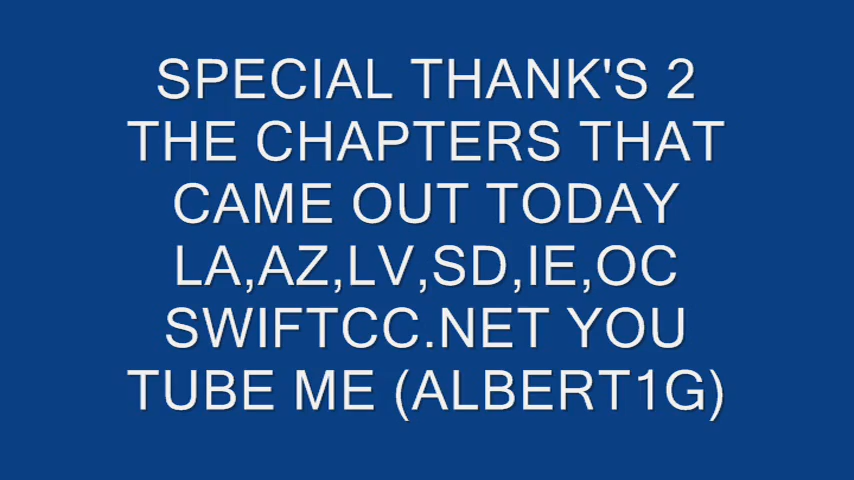 SPECIAL THANK'S 2
THE CHAPTERS THAT
CAME OUT TODAY
LA,AZ,LV,SD,IE,OC
SWIFTCC.NET YOU
TUBE ME (ALBERT1G)